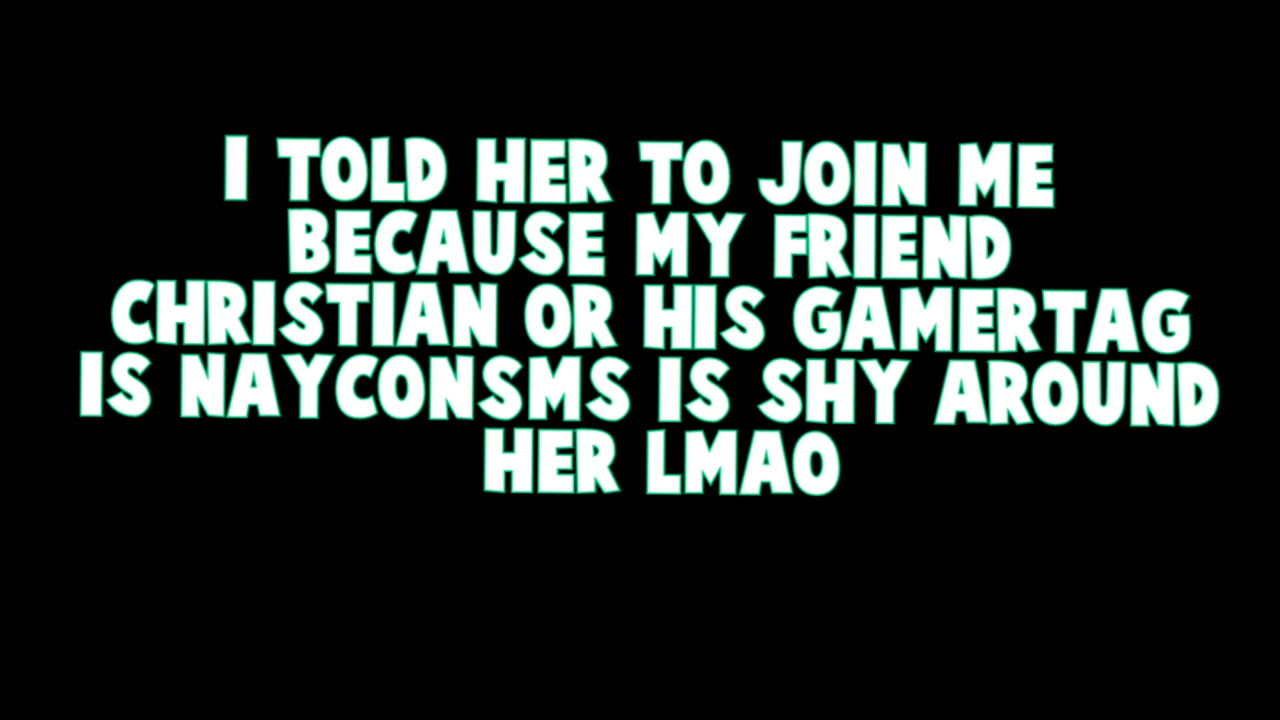 I TOLD HER TO JOIN ME
BECAUSE MY FRIEND
CHRISTIAN OR HIS GAMERTAG
IS NAYCONSMS IS SHY AROUND
HER LMAO